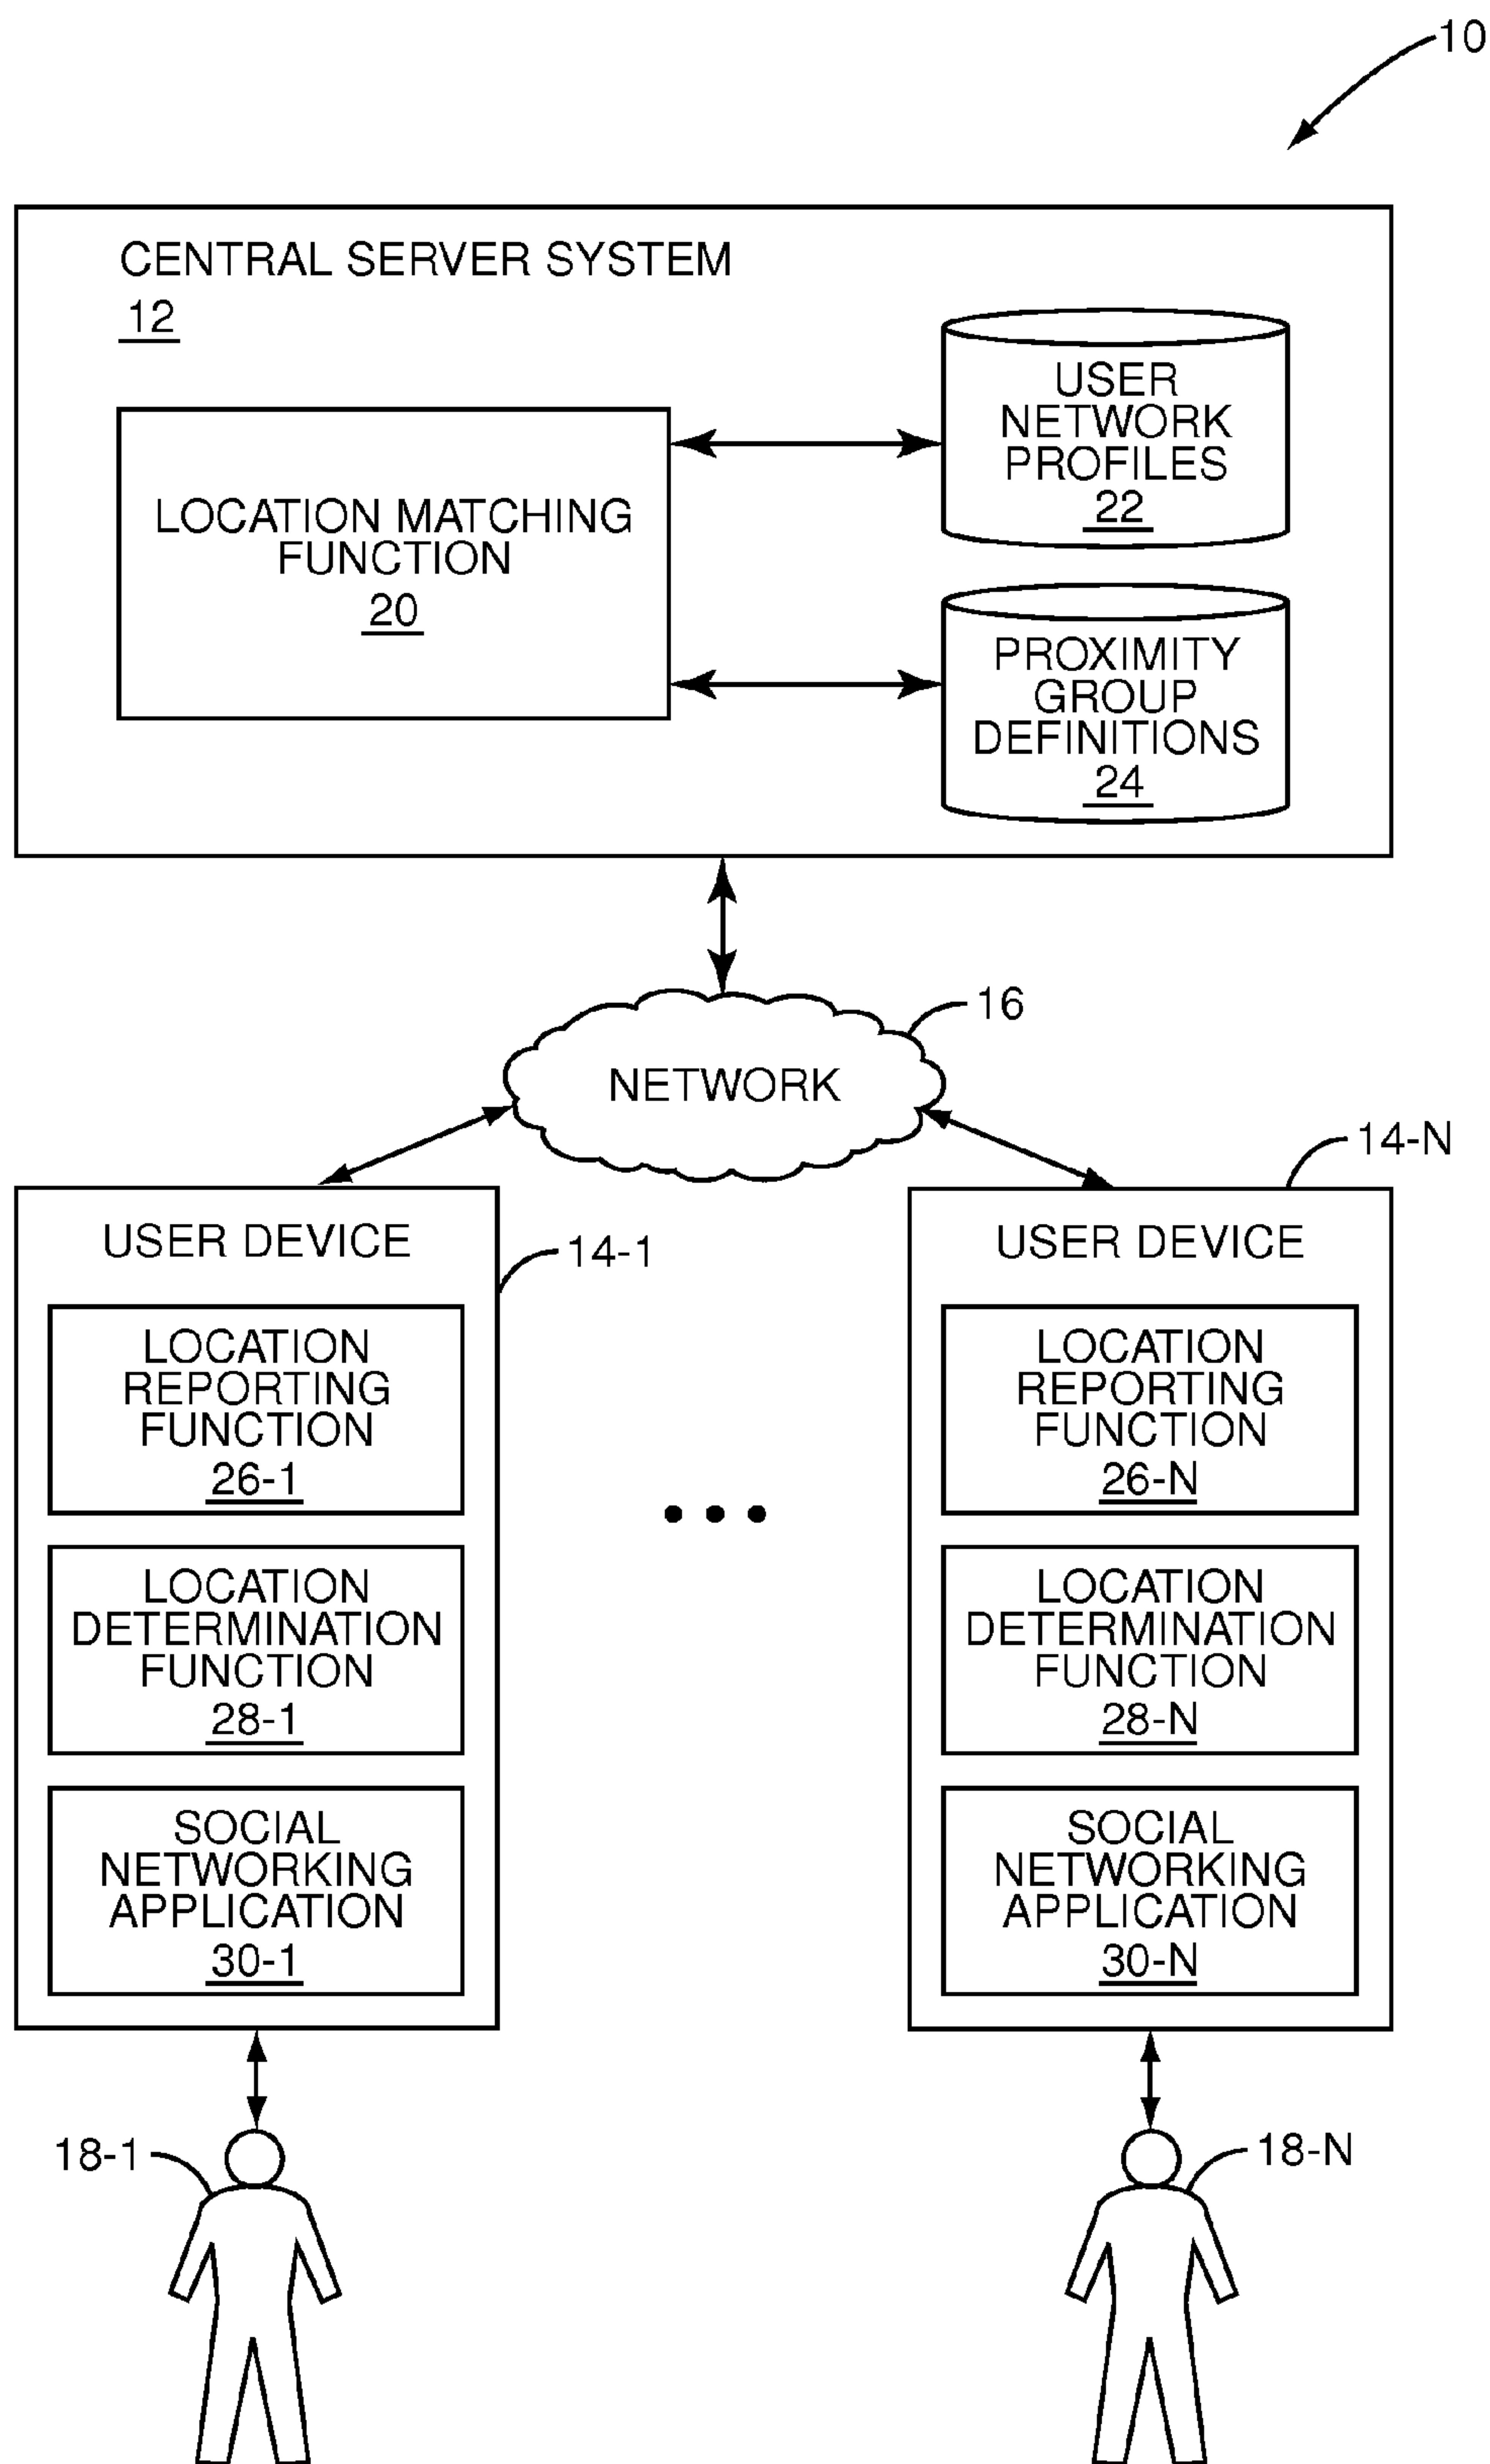 10
CENTRAL SERVER SYSTEM
12
LOCATION MATCHING
FUNCTION
20
USER
NETWORK
PROFILES
22
PROXIMITY
GROUP
DEFINITIONS
24
16
NETWORK
14-N
USER DEVICE
14-1
LOCATION
REPORTING
FUNCTION
26-1
LOCATION
DETERMINATION
FUNCTION
28-1
SOCIAL
NETWORKING
APPLICATION
30-1
USER DEVICE
LOCATION
REPORTING
FUNCTION
26-N
LOCATION
DETERMINATION
FUNCTION
28-N
SOCIAL
NETWORKING
APPLICATION
30-N
18-1
18-N